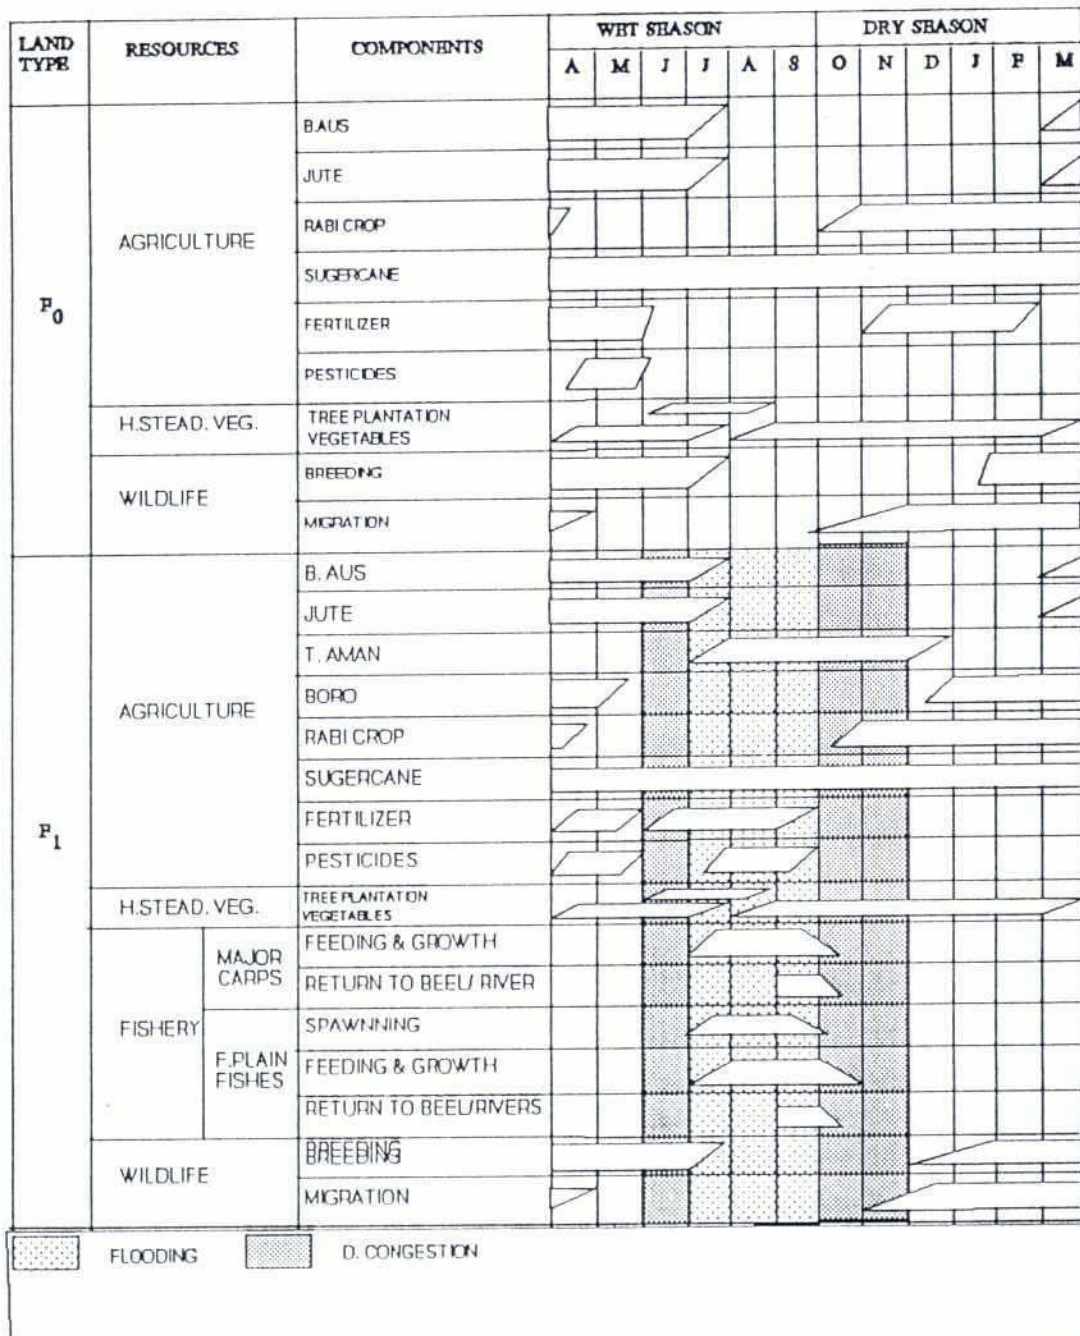 LAND TYPE RESOURCES COMPONENTS WET SEASON DRY SEASON
A M J J A S O N D J F M
F0
AGRICULTURE
B.AUS
JUTE
RABI CROP
SUGERCANE
FERTILIZER
PESTICIDES
H.STEAD. VEG.
TREE PLANTATION
VEGETABLES
WILDLIFE
BREEDING
MIGRATION
F1
AGRICULTURE
B. AUS
JUTE
T. AMAN
BORO
RABI CROP
SUGERCANE
FERTILIZER
PESTICIDES
H.STEAD. VEG.
TREE PLANTATION
VEGETABLES
FISHERY
MAJOR
CARPS
FEEDING & GROWTH
RETURN TO BEEL/ RIVER
F.PLAIN
FISHES
SPAWNNING
FEEDING & GROWTH
RETURN TO BEEL/RIVERS
WILDLIFE
BREEDING
BREEDING
MIGRATION
FLOODING D. CONGESTION